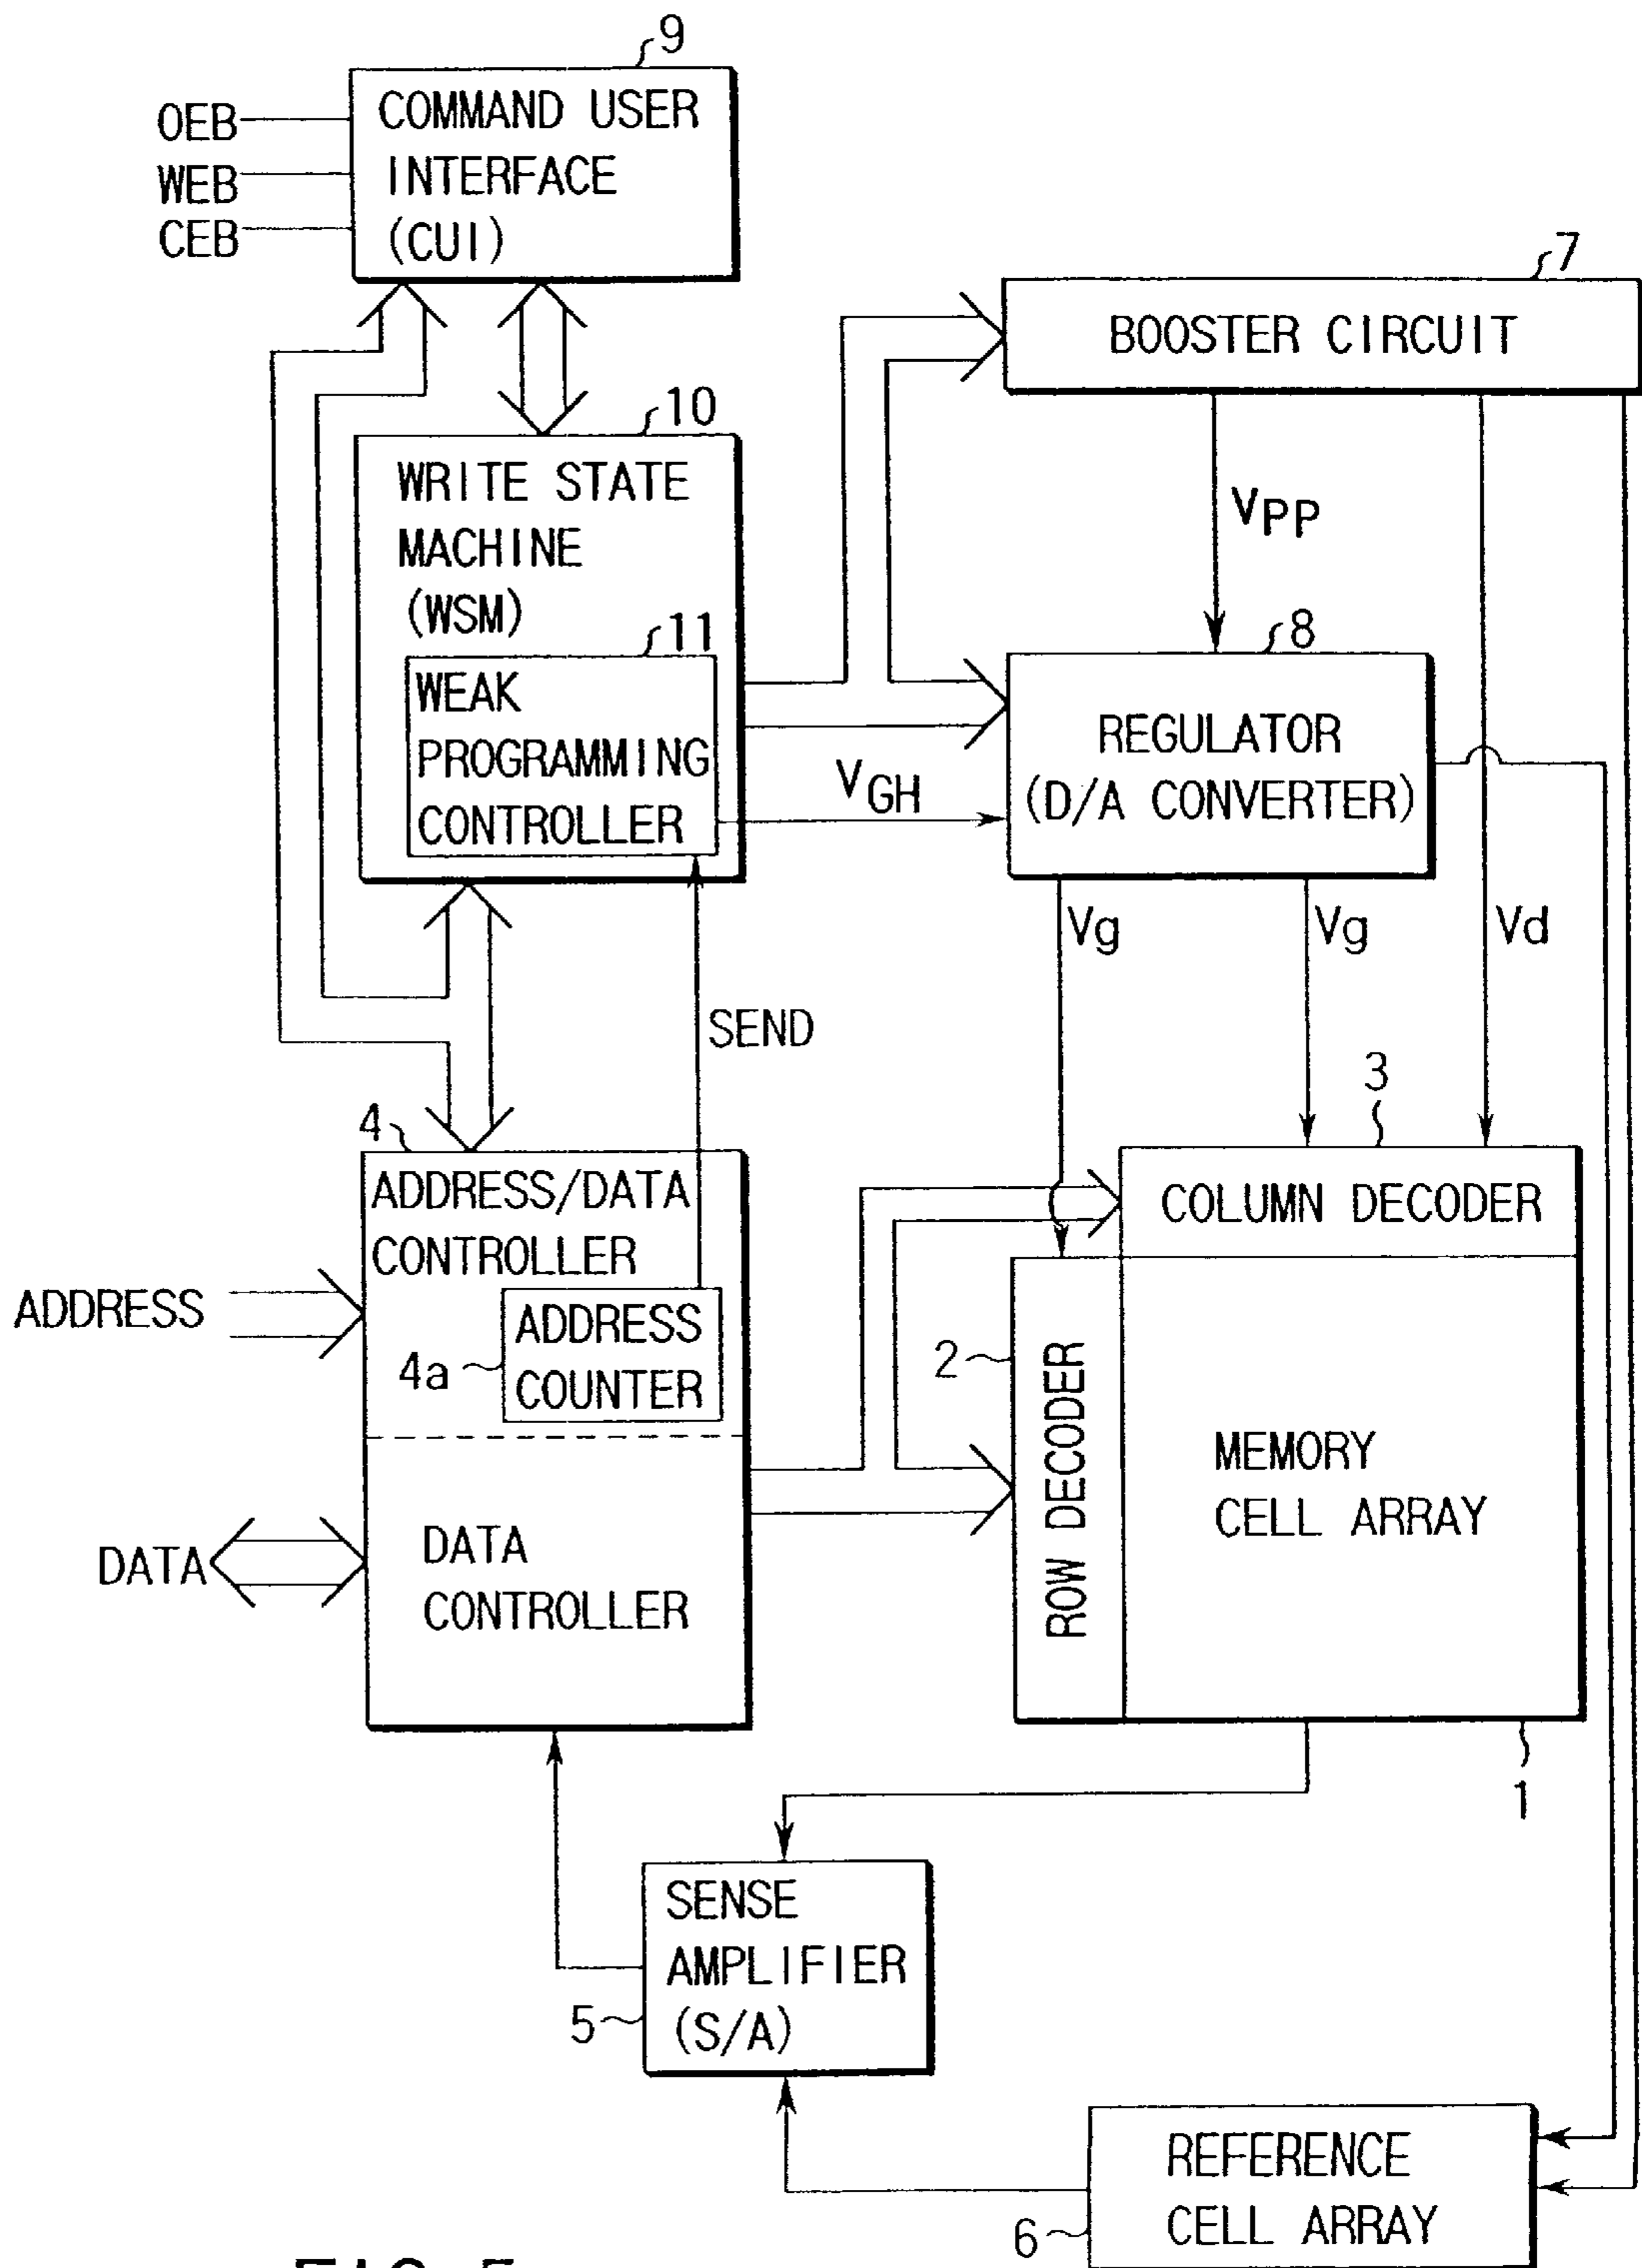 9
OEB
WEB
CEB
COMMAND USER
INTERFACE
(CUI)
7
BOOSTER CIRCUIT
10
WRITE STATE
MACHINE
(WSM)
11
WEAK
PROGRAMMING
CONTROLLER
VPP
8
REGULATOR
(D/A CONVERTER)
VGH
Vg
Vg
Vd
SEND
3
4
ADDRESS/DATA
CONTROLLER
COLUMN DECODER
ADDRESS
ADDRESS
COUNTER
4a
2
ROW DECODER
MEMORY
CELL ARRAY
DATA
DATA
CONTROLLER
1
SENSE
AMPLIFIER
(S/A)
5
REFERENCE
CELL ARRAY
6